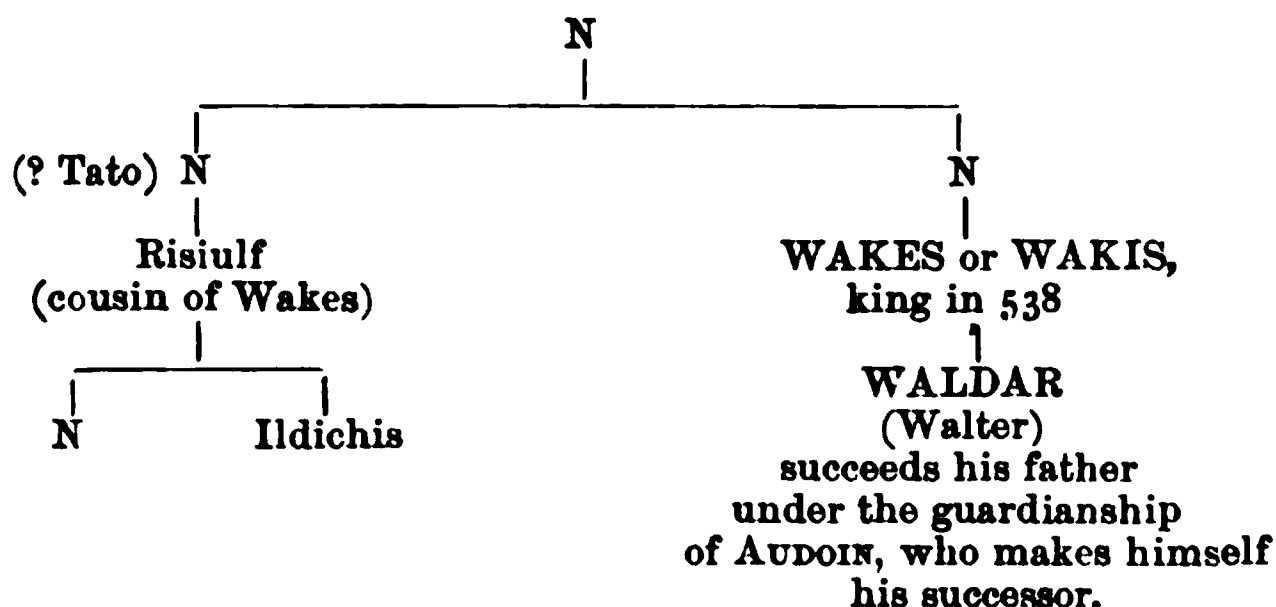 N
(? Tato) N
N
Risiulf
(cousin of Wakes)
WAKES or WAKIS,
king in 538
N
Ildichis
WALDAR
(Walter)
succeeds his father
under the guardianship
of AUDOIN, who makes himself
his successor.